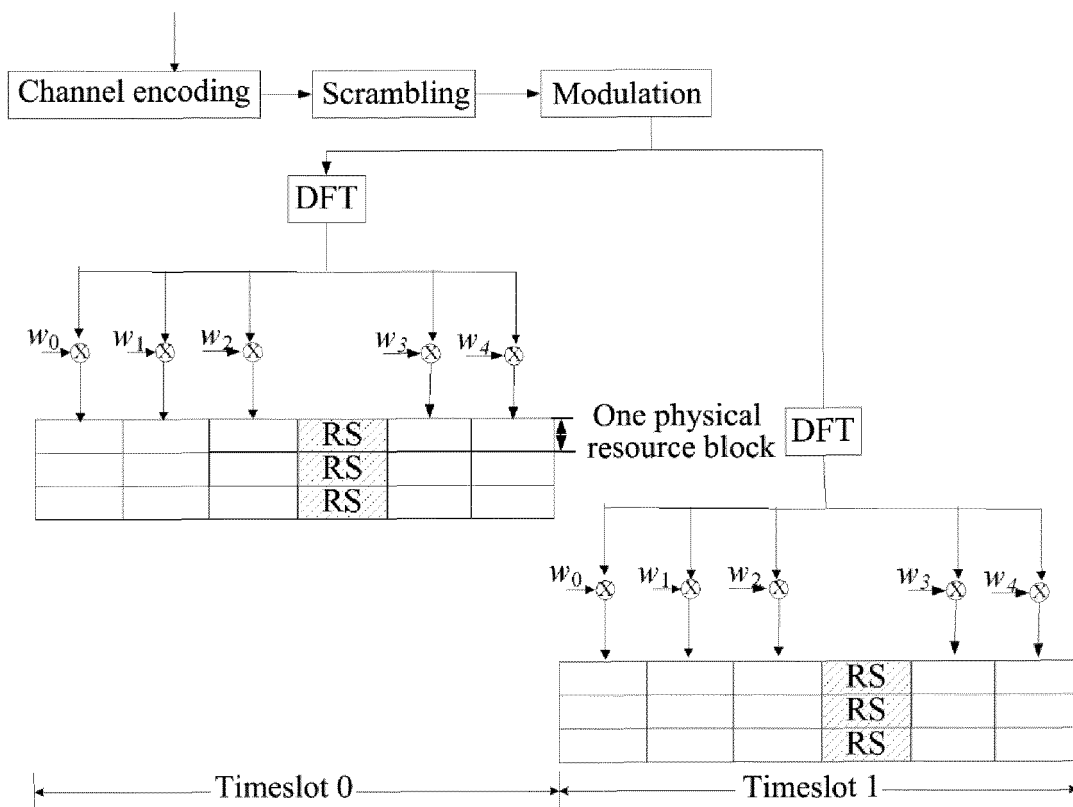 Channel encoding
Scrambling
Modulation
DFT
w0
w1
w2
w3
w4
X
X
X
X
X
RS
RS
RS
One physical
resource block
DFT
w0
w1
w2
w3
w4
X
X
X
X
X
RS
RS
RS
Timeslot 0
Timeslot 1